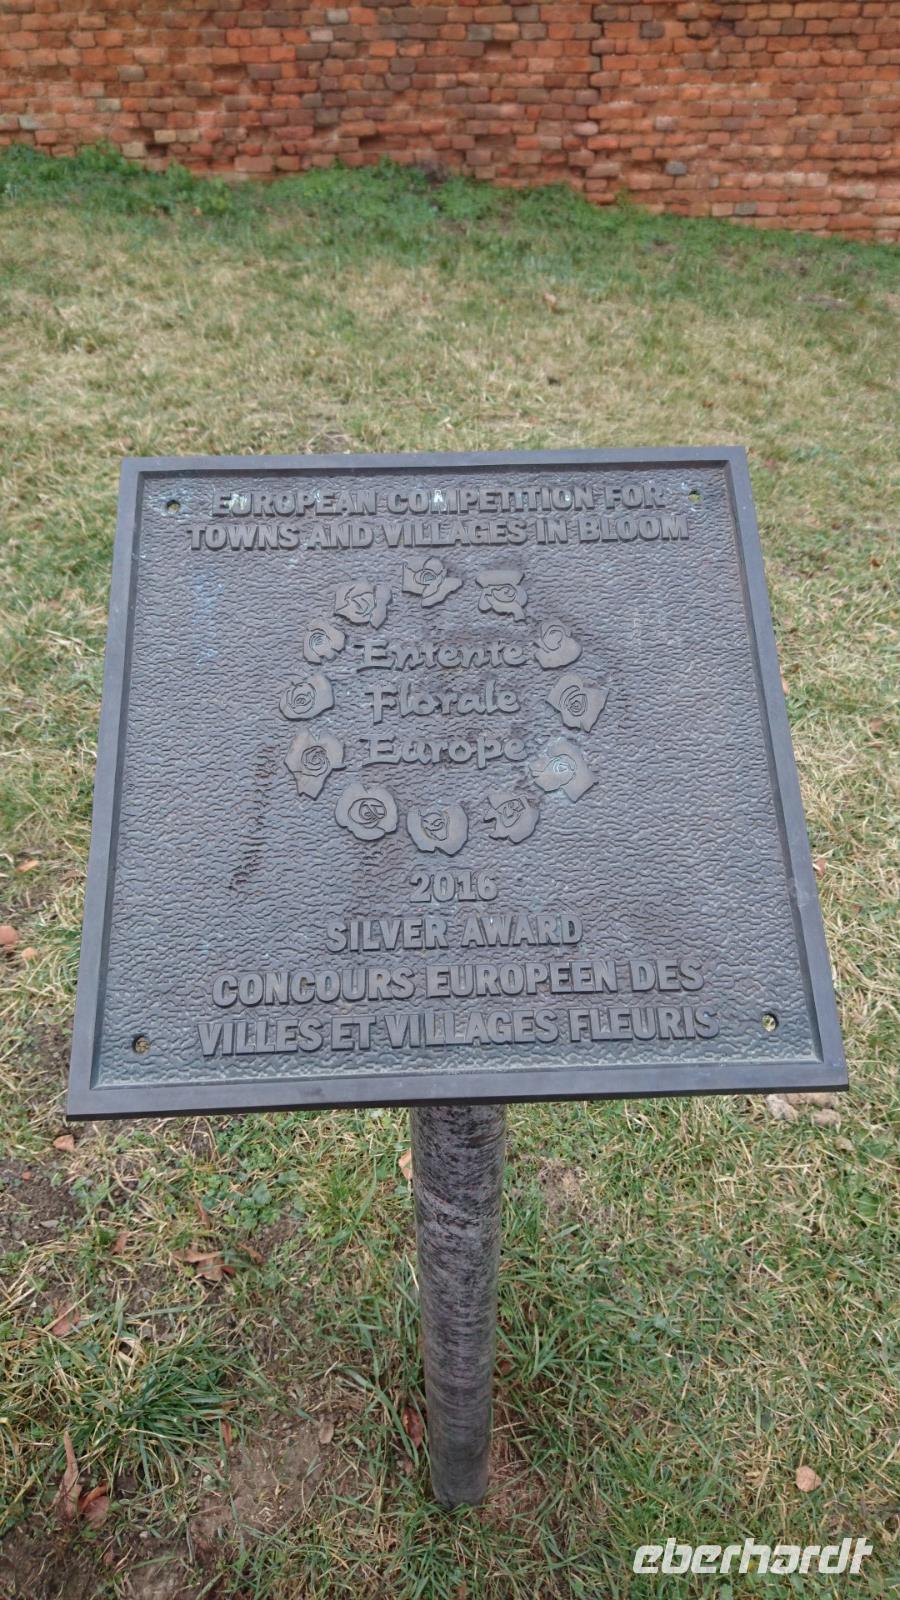 EUROPEAN COMPETITION FOR
TOWNS AND VILLAGES IN BLOOM
Entente
Florale
Europe
2016
SILVER AWARD
CONCOURS EUROPEEN DES
VILLES ET VILLAGES FLEURIS
eberhardt